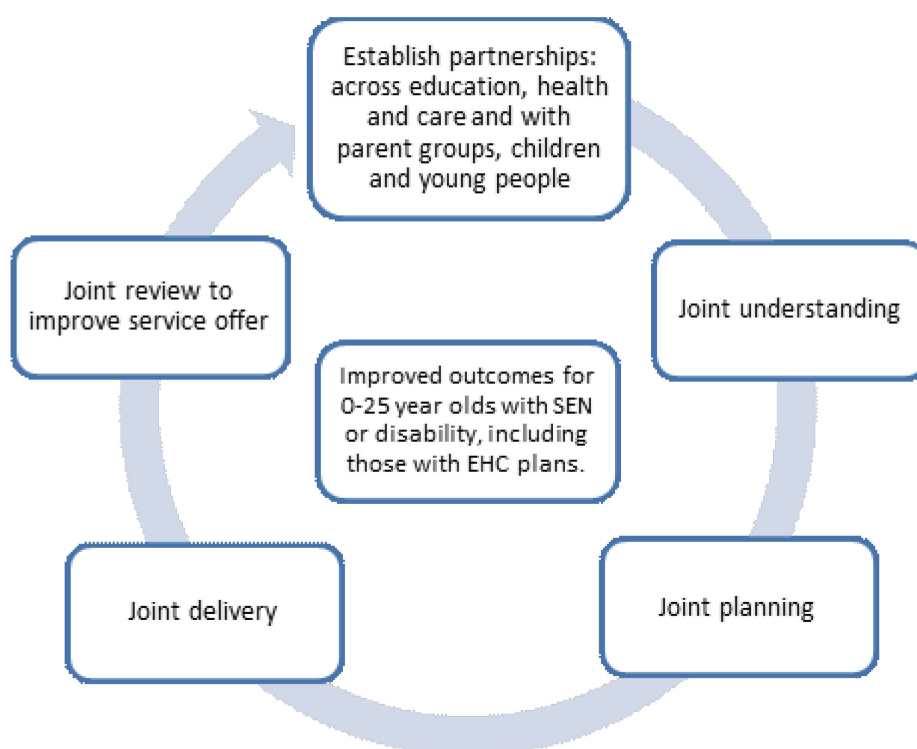 Establish partnerships:
across education, health
and care and with
parent groups, children
and young people
Joint understanding
Joint planning
Joint delivery
Joint review to
improve service offer
Improved outcomes for
0-25 year olds with SEN
or disability, including
those with EHC plans.